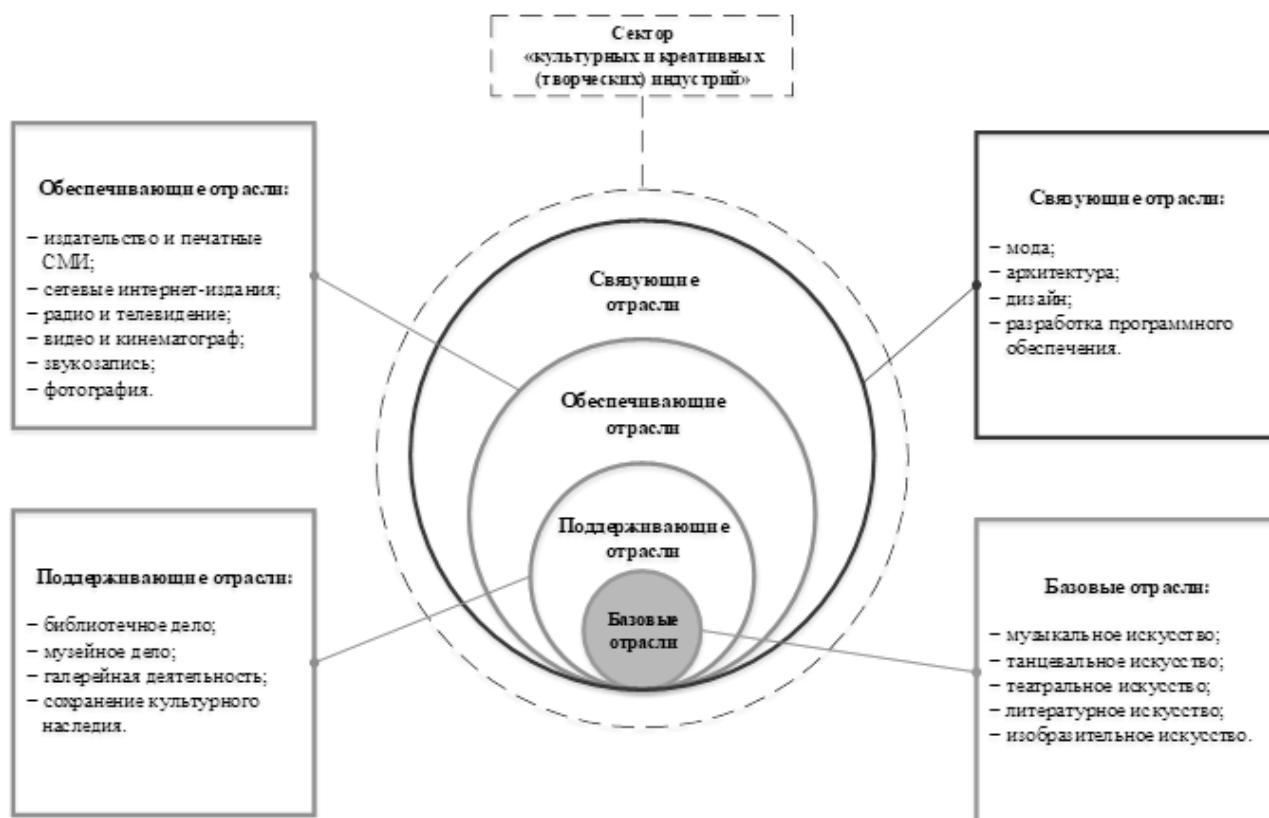 Сектор
«культурных и креативных
(творческих) индустрий»
Обеспечивающие отрасли:
− издательство и печатные
СМИ;
− сетевые интернет-издания;
− радио и телевидение;
− видео и кинематограф;
− звукозапись;
− фотография.
Связующие отрасли:
− мода;
− архитектура;
− дизайн;
− разработка программного
обеспечения.
Связующие
отрасли
Обеспечивающие
отрасли
Поддерживающие
отрасли
Базовые
отрасли
Поддерживающие отрасли:
− библиотечное дело;
− музейное дело;
− галерейная деятельность;
− сохранение культурного
наследия.
Базовые отрасли:
− музыкальное искусство;
− танцевальное искусство;
− театральное искусство;
− литературное искусство;
− изобразительное искусство.